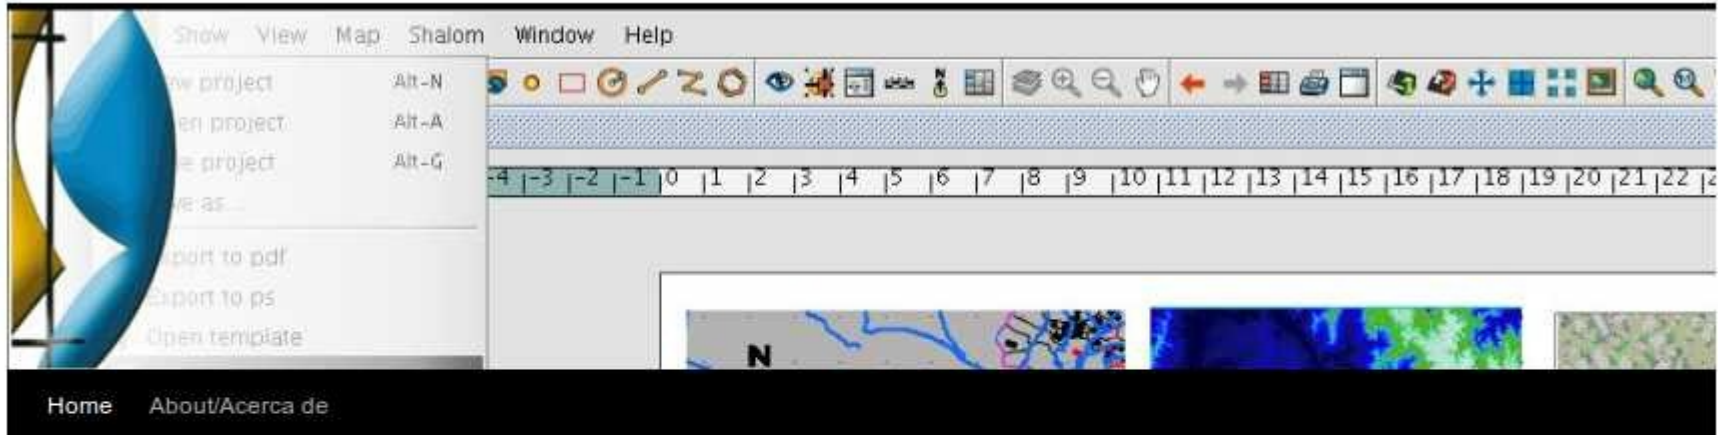 Show View Map Shalom Window Help
project Alt-N
project Alt-A
project Alt-G
as...
to pdf
Export to ps
Open template
-4 -3 -2 -1 0 1 2 3 4 5 6 7 8 9 10 11 12 13 14 15 16 17 18 19 20 21 22
N
Home About/Acerca de